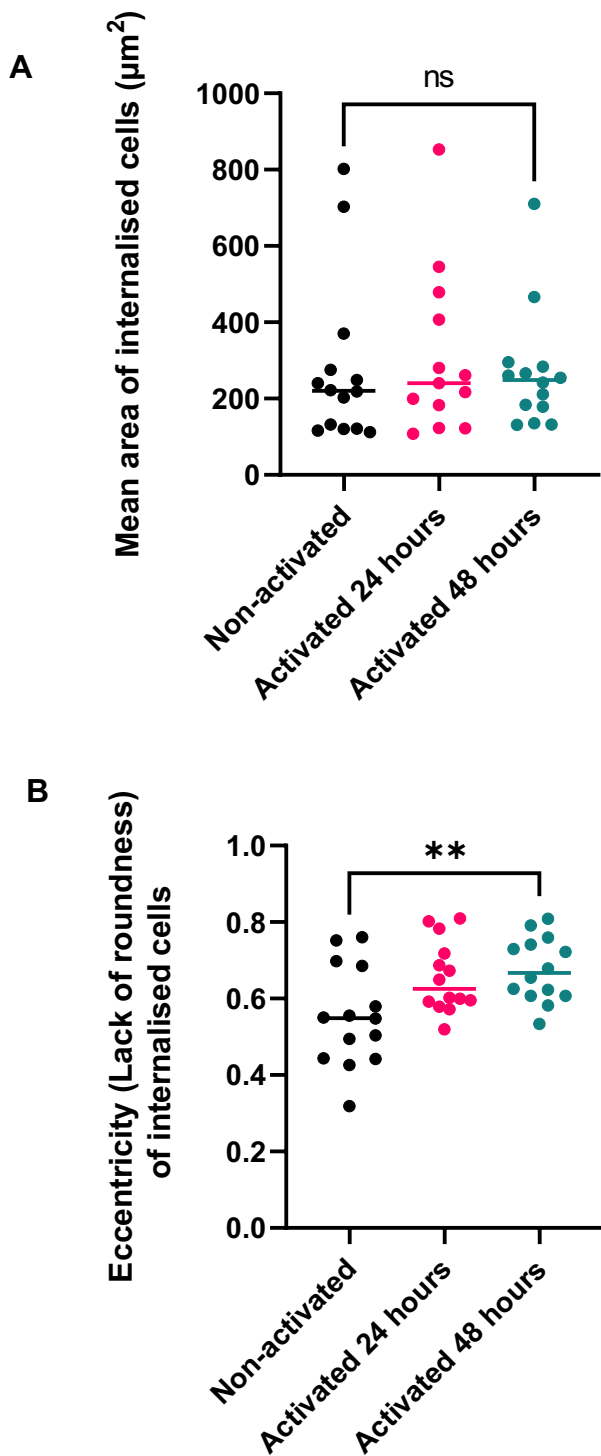 A
Mean area of internalised cells (µm²)
ns
1000
800
600
400
200
0
Non-activated
Activated 24 hours
Activated 48 hours
B
Eccentricity (Lack of roundness)
of internalised cells
**
1.0
0.8
0.6
0.4
0.2
0.0
Non-activated
Activated 24 hours
Activated 48 hours